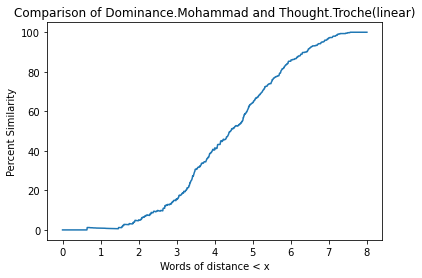 Comparison of Dominance.Mohammad and Thought.Troche(linear)
Percent Similarity
100
80
60
40
20
0
0 1 2 3 4 5 6 7 8
Words of distance < x